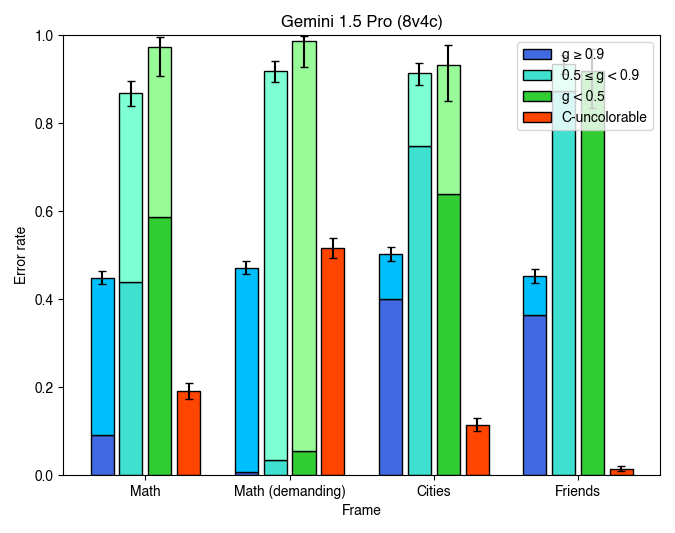 Gemini 1.5 Pro (8v4c)
1.0
0.8
0.6
0.4
0.2
0.0
Error rate
g ≥ 0.9
0.5 ≤ g < 0.9
g < 0.5
C-uncolorable
Math
Math (demanding)
Cities
Friends
Frame